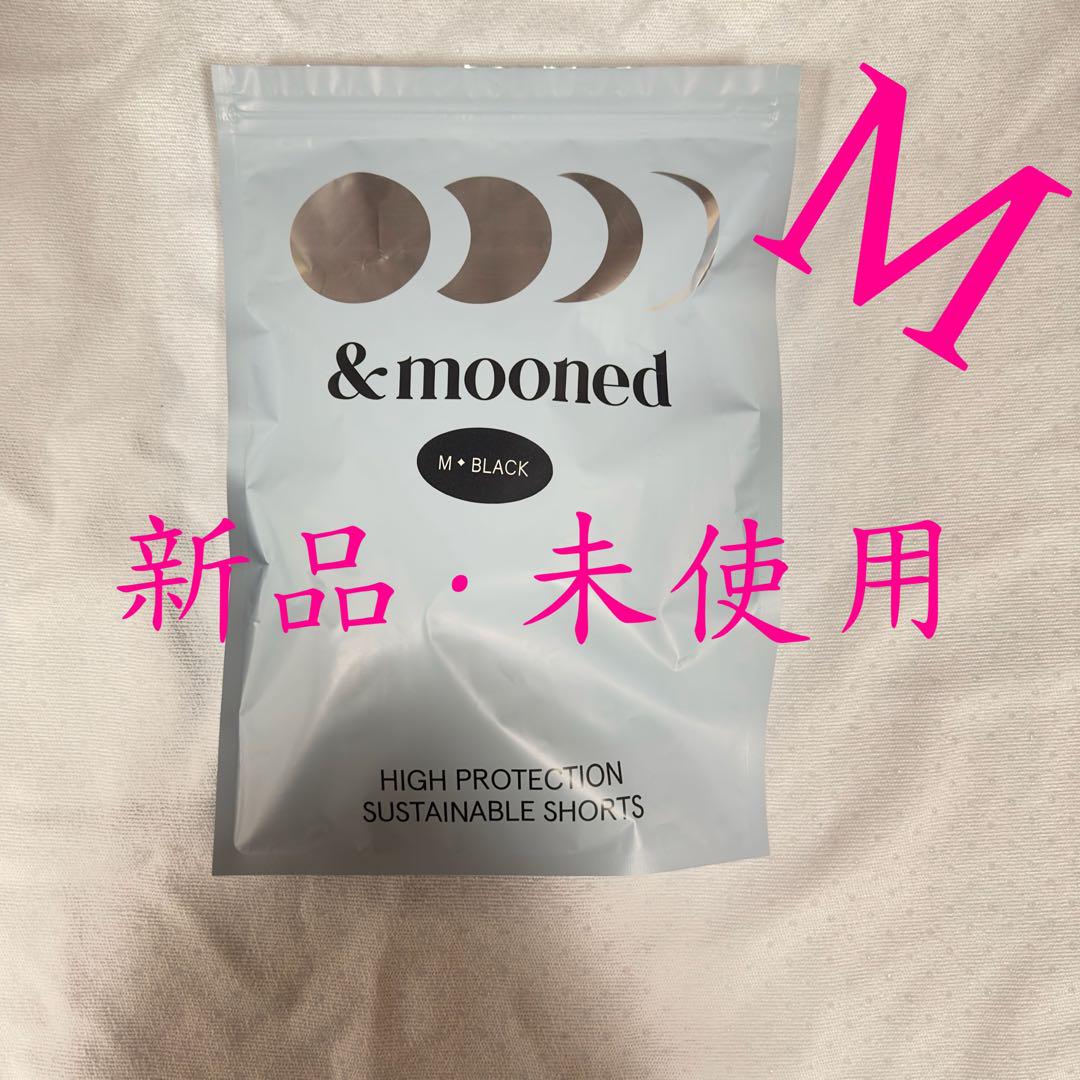 M
&mooned
M✦BLACK
新品・未使用
HIGH PROTECTION
SUSTAINABLE SHORTS